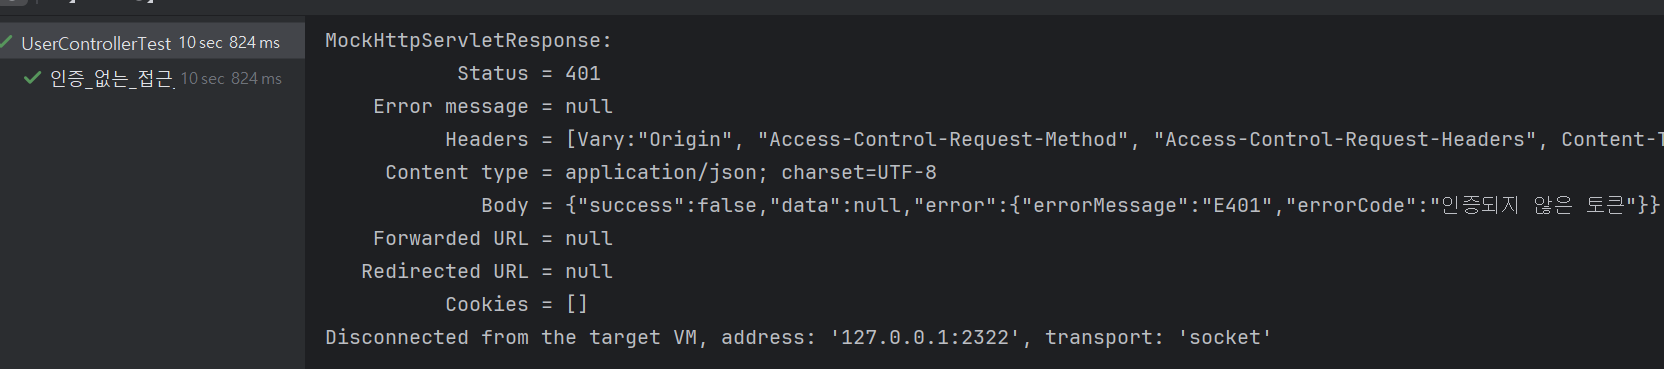 UserControllerTest 10 sec 824 ms
인증_없는_접근_ 10 sec 824 ms
MockHttpServletResponse:
Status = 401
Error message = null
Headers = [Vary:"Origin", "Access-Control-Request-Method", "Access-Control-Request-Headers", Content-T
Content type = application/json; charset=UTF-8
Body = {"success":false,"data":null,"error":{"errorMessage":"E401","errorCode":"인증되지 않은 토큰"}}
Forwarded URL = null
Redirected URL = null
Cookies = []
Disconnected from the target VM, address: '127.0.0.1:2322', transport: 'socket'